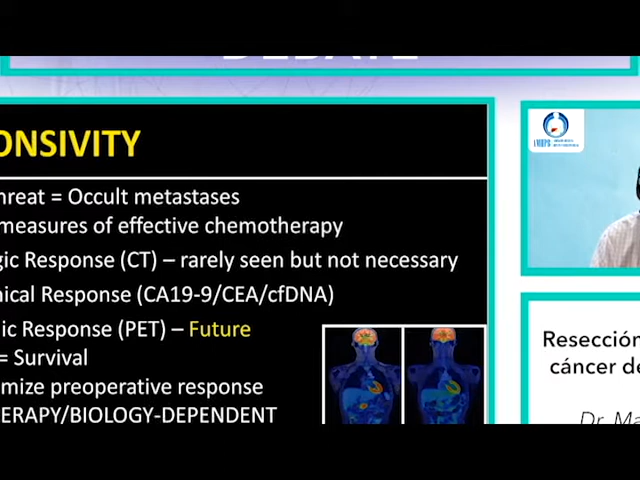 DEBATE
ONSIVITY
hreat = Occult metastases
measures of effective chemotherapy
gic Response (CT) – rarely seen but not necessary
nical Response (CA19-9/CEA/cfDNA)
ic Response (PET) – Future
= Survival
mize preoperative response
ERAPY/BIOLOGY-DEPENDENT
Resección
cáncer de
Dr. Ma